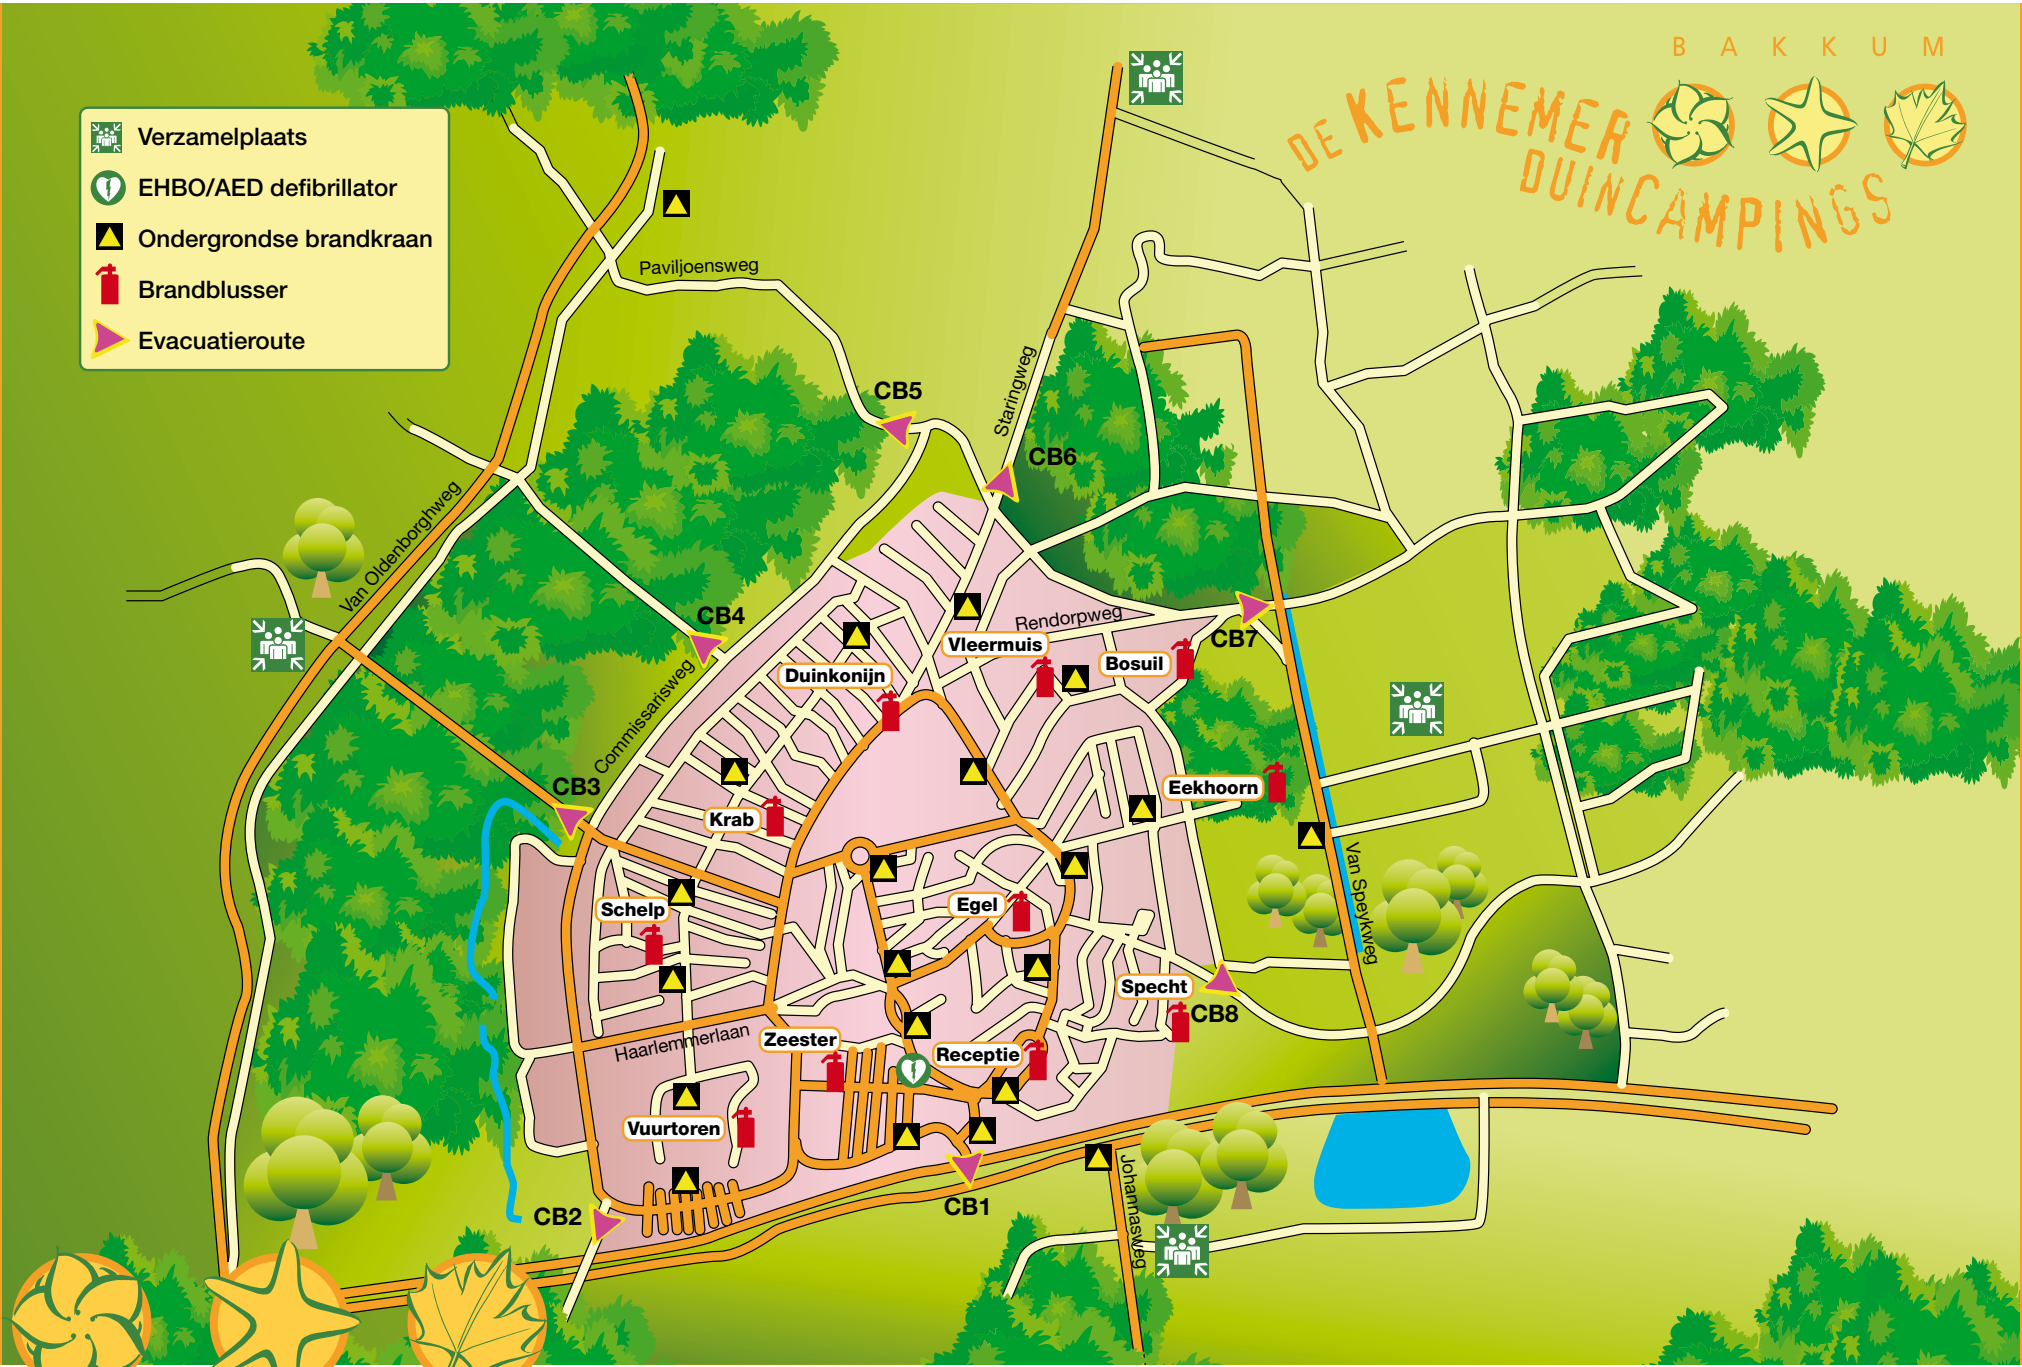 BAKKUM
DE KENNEMER
DUINCAMPINGS
Verzamelplaats
EHBO/AED defibrillator
Ondergrondse brandkraan
Brandblusser
Evacuatieroute
Paviljoensweg
Staringweg
CB5
CB6
Van Oldenborghweg
CB4
Rendorpweg
CB7
Vleermuis
Bosuil
Duinkonijn
Commissarisweg
CB3
Eekhoorn
Krab
Van Speykweg
Schelp
Egel
Specht
CB8
Haarlemmerlaan
Zeester
Receptie
Vuurtoren
Johannasweg
CB1
CB2